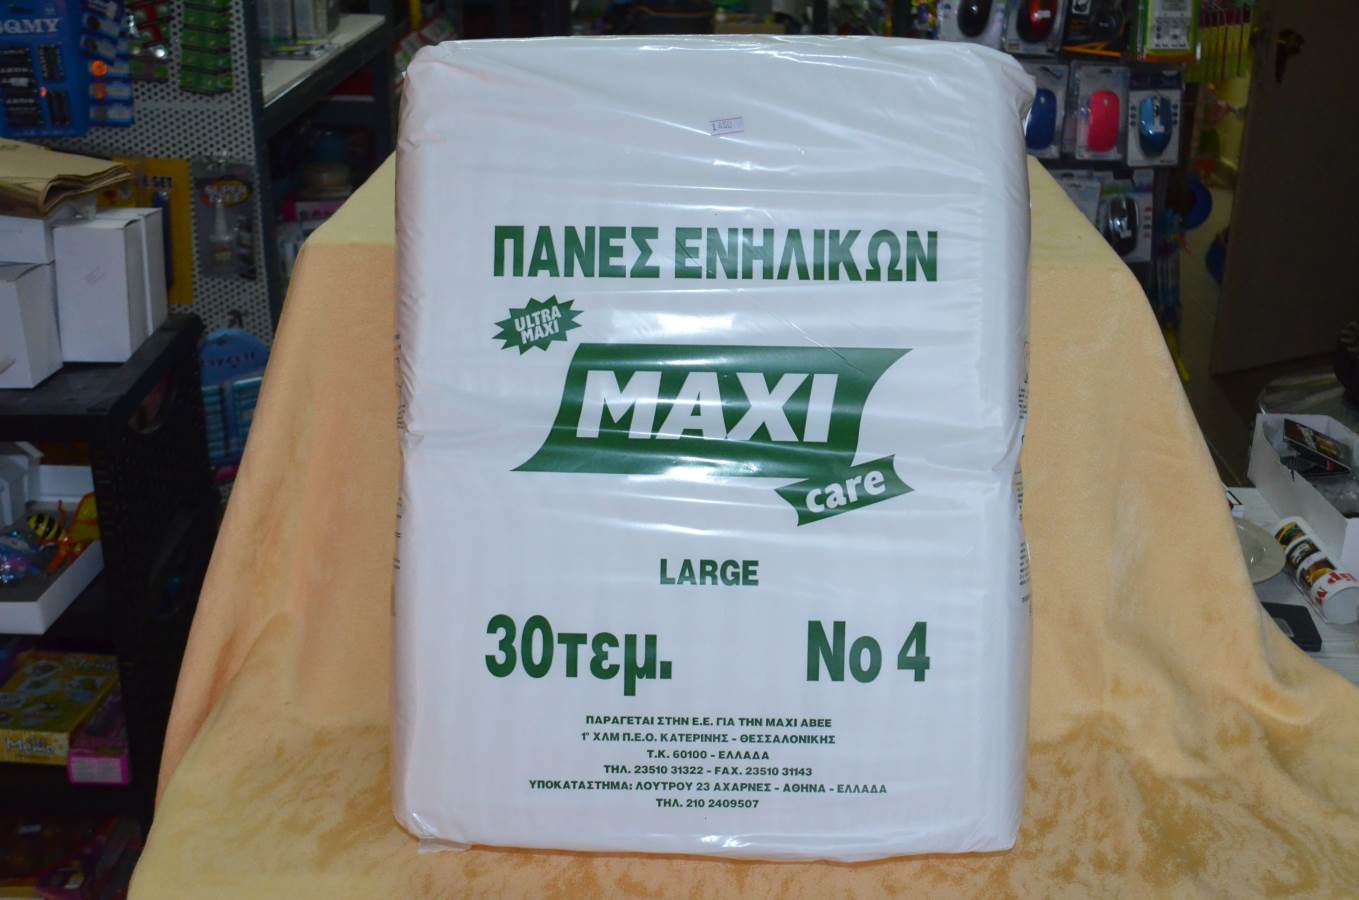 ΠΑΝΕΣ ΕΝΗΛΙΚΩΝ
ULTRA
MAXI
MAXI
care
LARGE
30τεμ. Νο 4
ΠΑΡΑΓΕΤΑΙ ΣΤΗΝ Ε.Ε. ΓΙΑ ΤΗΝ ΜΑΧΙ ΑΒΕΕ
1° ΧΛΜ Π.Ε.Ο. ΚΑΤΕΡΙΝΗΣ - ΘΕΣΣΑΛΟΝΙΚΗΣ
Τ.Κ. 60100 - ΕΛΛΑΔΑ
ΤΗΛ. 23510 31322 - FAX. 23510 31143
ΥΠΟΚΑΤΑΣΤΗΜΑ: ΛΟΥΤΡΟΥ 23 ΑΧΑΡΝΕΣ - ΑΘΗΝΑ - ΕΛΛΑΔΑ
ΤΗΛ. 210 2409507